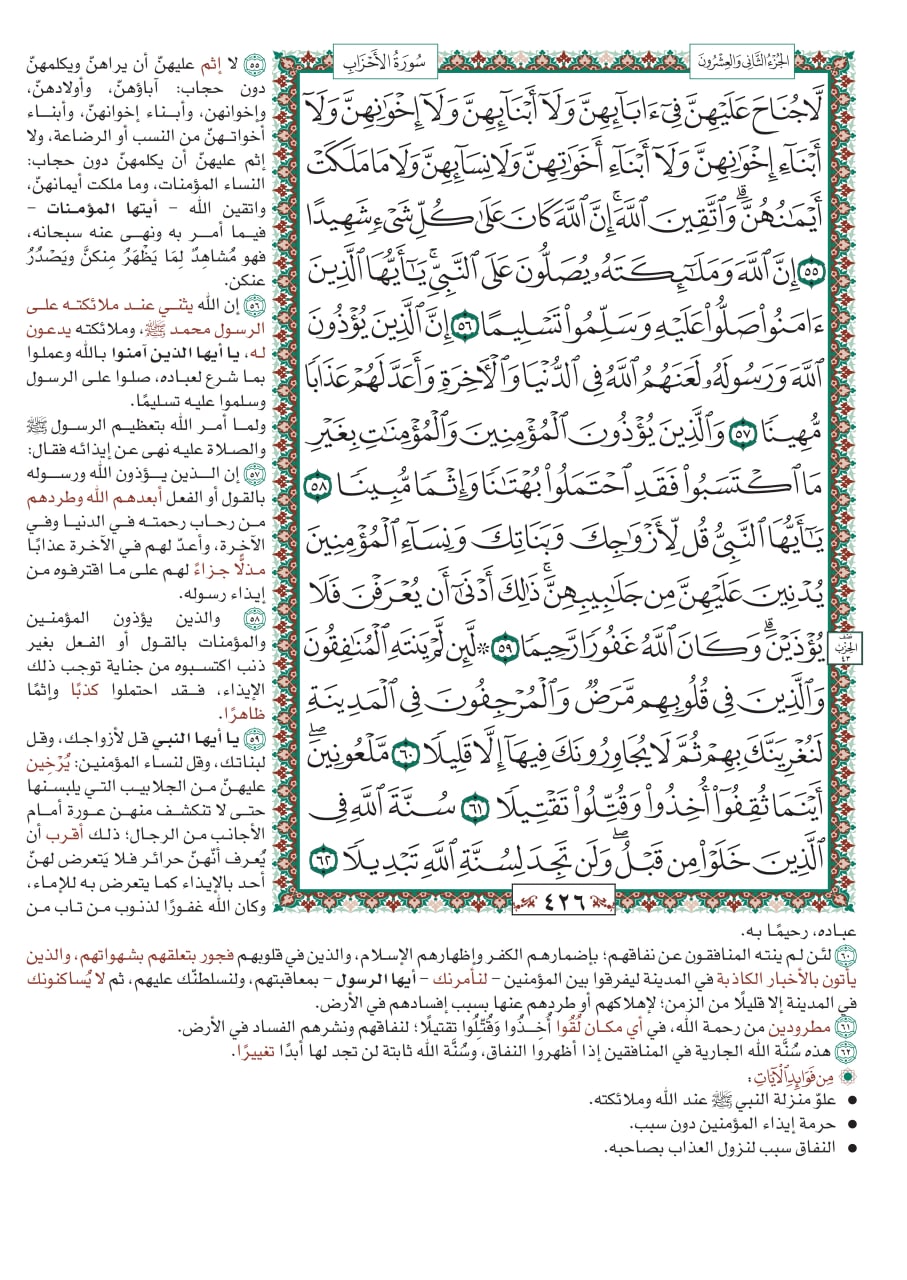 الجُزْءُ الثَّانِي وَالعِشْرُونَ
سُورَةُ الأَحْزَابِ
لَّا جُنَاحَ عَلَيْهِنَّ فِيٓ ءَابَآئِهِنَّ وَلَآ أَبْنَآئِهِنَّ وَلَآ إِخْوَٰنِهِنَّ وَلَآ
أَبْنَآءِ إِخْوَٰنِهِنَّ وَلَآ أَبْنَآءِ أَخَوَٰتِهِنَّ وَلَا نِسَآئِهِنَّ وَلَا مَا مَلَكَتْ
أَيْمَٰنُهُنَّۗ وَٱتَّقِينَ ٱللَّهَۚ إِنَّ ٱللَّهَ كَانَ عَلَىٰ كُلِّ شَيْءٖ شَهِيدًا
٥٥ إِنَّ ٱللَّهَ وَمَلَٰٓئِكَتَهُۥ يُصَلُّونَ عَلَى ٱلنَّبِيِّۚ يَٰٓأَيُّهَا ٱلَّذِينَ
ءَامَنُواْ صَلُّواْ عَلَيْهِ وَسَلِّمُواْ تَسْلِيمًا ٥٦ إِنَّ ٱلَّذِينَ يُؤْذُونَ
ٱللَّهَ وَرَسُولَهُۥ لَعَنَهُمُ ٱللَّهُ فِي ٱلدُّنْيَا وَٱلْأٓخِرَةِ وَأَعَدَّ لَهُمْ عَذَابٗا
مُّهِينٗا ٥٧ وَٱلَّذِينَ يُؤْذُونَ ٱلْمُؤْمِنِينَ وَٱلْمُؤْمِنَٰتِ بِغَيْرِ
مَا ٱكْتَسَبُواْ فَقَدِ ٱحْتَمَلُواْ بُهْتَٰنٗا وَإِثْمٗا مُّبِينٗا ٥٨
يَٰٓأَيُّهَا ٱلنَّبِيُّ قُل لِّأَزْوَٰجِكَ وَبَنَاتِكَ وَنِسَآءِ ٱلْمُؤْمِنِينَ
يُدْنِينَ عَلَيْهِنَّ مِن جَلَٰبِيبِهِنَّۚ ذَٰلِكَ أَدْنَىٰٓ أَن يُعْرَفْنَ فَلَا
يُؤْذَيْنَۗ وَكَانَ ٱللَّهُ غَفُورٗا رَّحِيمٗا ٥٩ ۞ لَّئِن لَّمْ يَنتَهِ ٱلْمُنَٰفِقُونَ
وَٱلَّذِينَ فِي قُلُوبِهِم مَّرَضٞ وَٱلْمُرْجِفُونَ فِي ٱلْمَدِينَةِ
لَنُغْرِيَنَّكَ بِهِمْ ثُمَّ لَا يُجَاوِرُونَكَ فِيهَآ إِلَّا قَلِيلٗا ٦٠ مَّلْعُونِينَۖ
أَيْنَمَا ثُقِفُوٓاْ أُخِذُواْ وَقُتِّلُواْ تَقْتِيلٗا ٦١ سُنَّةَ ٱللَّهِ فِي
ٱلَّذِينَ خَلَوْاْ مِن قَبْلُۖ وَلَن تَجِدَ لِسُنَّةِ ٱللَّهِ تَبْدِيلٗا ٦٢
نصف
الحِزْب
٤٣
٤٢٦
٥٥ لا إثم عليهنّ أن يراهنّ ويكلمهنّ
دون حجاب: آباؤهنّ، وأولادهنّ،
وإخوانهن، وأبناء إخوانهنّ، وأبناء
أخواتهنّ من النسب أو الرضاعة، ولا
إثم عليهنّ أن يكلمهنّ دون حجاب:
النساء المؤمنات، وما ملكت أيمانهنّ،
واتقين الله – أيتها المؤمنات –
فيما أمر به ونهى عنه سبحانه،
فهو مُشاهِدٌ لِمَا يَظْهَرُ مِنكنَّ ويَصْدُرُ
عنكن.
٥٦ إن الله يثني عند ملائكته على
الرسول محمد ﷺ، وملائكته يدعون
له، يا أيها الذين آمنوا بالله وعملوا
بما شرع لعباده، صلوا على الرسول
وسلموا عليه تسليمًا.
ولما أمر الله بتعظيم الرسول ﷺ
والصلاة عليه نهى عن إيذائه فقال:
٥٧ إن الذين يؤذون الله ورسوله
بالقول أو الفعل أبعدهم الله وطردهم
من رحاب رحمته في الدنيا وفي
الآخرة، وأعدّ لهم في الآخرة عذابًا
مذلًّا جزاءً لهم على ما اقترفوه من
إيذاء رسوله.
٥٨ والذين يؤذون المؤمنين
والمؤمنات بالقول أو الفعل بغير
ذنب اكتسبوه من جناية توجب ذلك
الإيذاء، فقد احتملوا كذبًا وإثمًا
ظاهرًا.
٥٩ يا أيها النبي قل لأزواجك، وقل
لبناتك، وقل لنساء المؤمنين: يُرْخِين
عليهنّ من الجلابيب التي يلبسنها
حتى لا تنكشف منهن عورة أمام
الأجانب من الرجال؛ ذلك أقرب أن
يُعرف أنّهنّ حرائر فلا يَتعرض لهنّ
أحد بالإيذاء كما يتعرض به للإماء،
وكان الله غفورًا لذنوب من تاب من
عباده، رحيمًا به.
٦٠ لئن لم ينته المنافقون عن نفاقهم؛ بإضمارهم الكفر وإظهارهم الإسلام، والذين في قلوبهم فجور بتعلقهم بشهواتهم، والذين
يأتون بالأخبار الكاذبة في المدينة ليفرقوا بين المؤمنين – لنأمرنك – أيها الرسول – بمعاقبتهم، ولنسلطنّك عليهم، ثم لا يُساكنونك
في المدينة إلا قليلًا من الزمن؛ لإهلاكهم أو طردهم عنها بسبب إفسادهم في الأرض.
٦١ مطرودين من رحمة الله، في أي مكان لُقُوا أُخِذُوا وَقُتِّلُوا تقتيلًا؛ لنفاقهم ونشرهم الفساد في الأرض.
٦٢ هذه سُنَّة الله الجارية في المنافقين إذا أظهروا النفاق، وسُنَّة الله ثابتة لن تجد لها أبدًا تغييرًا.
مِن فَوَائِدِ الآيَاتِ:
● علوّ منزلة النبي ﷺ عند الله وملائكته.
● حرمة إيذاء المؤمنين دون سبب.
● النفاق سبب لنزول العذاب بصاحبه.